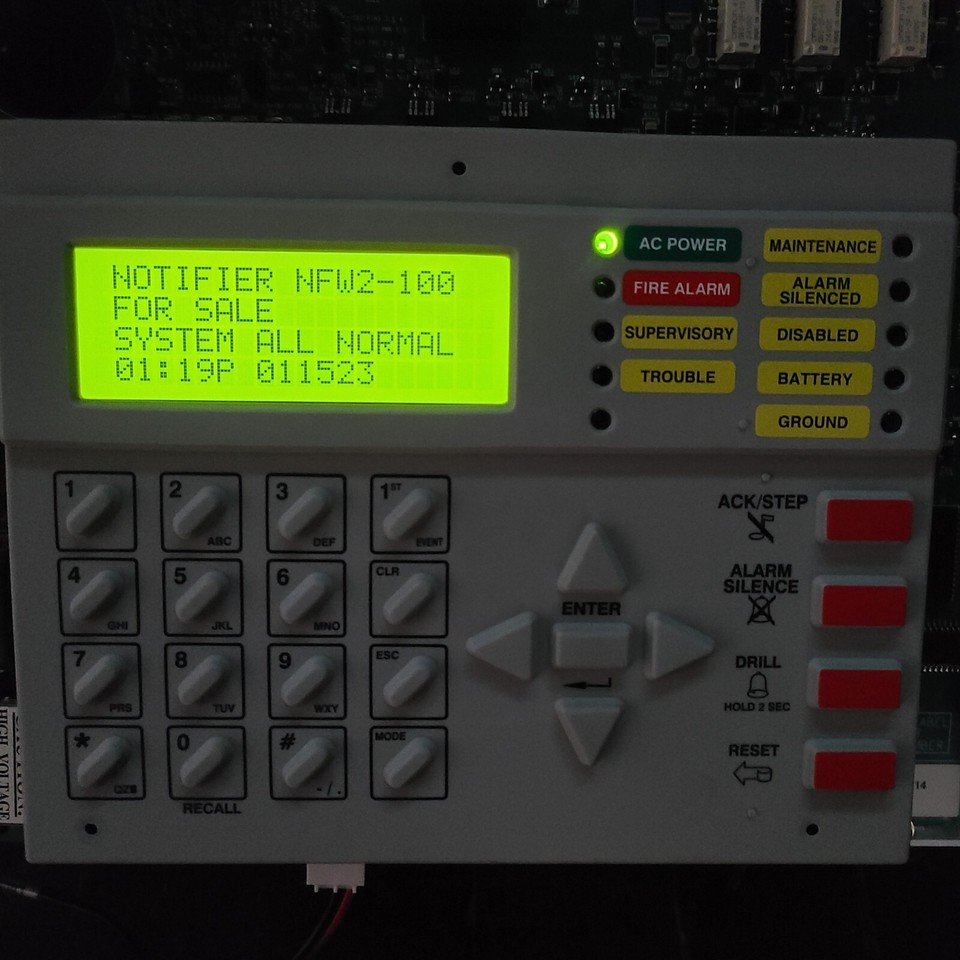 NOTIFIER NFW2-100
FOR SALE
SYSTEM ALL NORMAL
01:19P 011523
AC POWER
FIRE ALARM
SUPERVISORY
TROUBLE
MAINTENANCE
ALARM
SILENCED
DISABLED
BATTERY
GROUND
1
2 ABC
3 DEF
1ST EVENT
4 GHI
5 JKL
6 MNO
CLR
7 PRS
8 TUV
9 WXY
ESC
* QZ
0
# -/.
MODE
RECALL
ENTER
ACK/STEP
ALARM
SILENCE
DRILL
HOLD 2 SEC
RESET
HIGH VOLTAGE
14